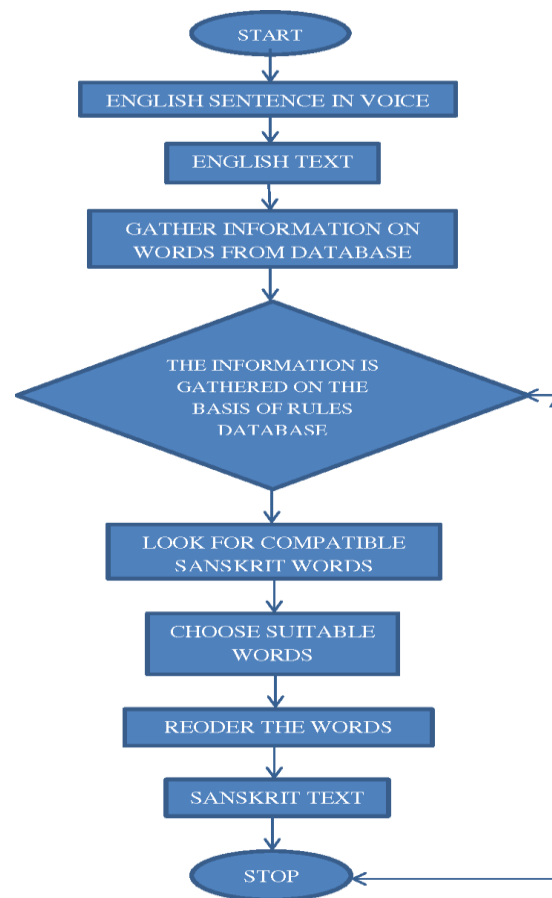 START
ENGLISH SENTENCE IN VOICE
ENGLISH TEXT
GATHER INFORMATION ON
WORDS FROM DATABASE
THE INFORMATION IS
GATHERED ON THE
BASIS OF RULES
DATABASE
LOOK FOR COMPATIBLE
SANSKRIT WORDS
CHOOSE SUITABLE
WORDS
REODER THE WORDS
SANSKRIT TEXT
STOP